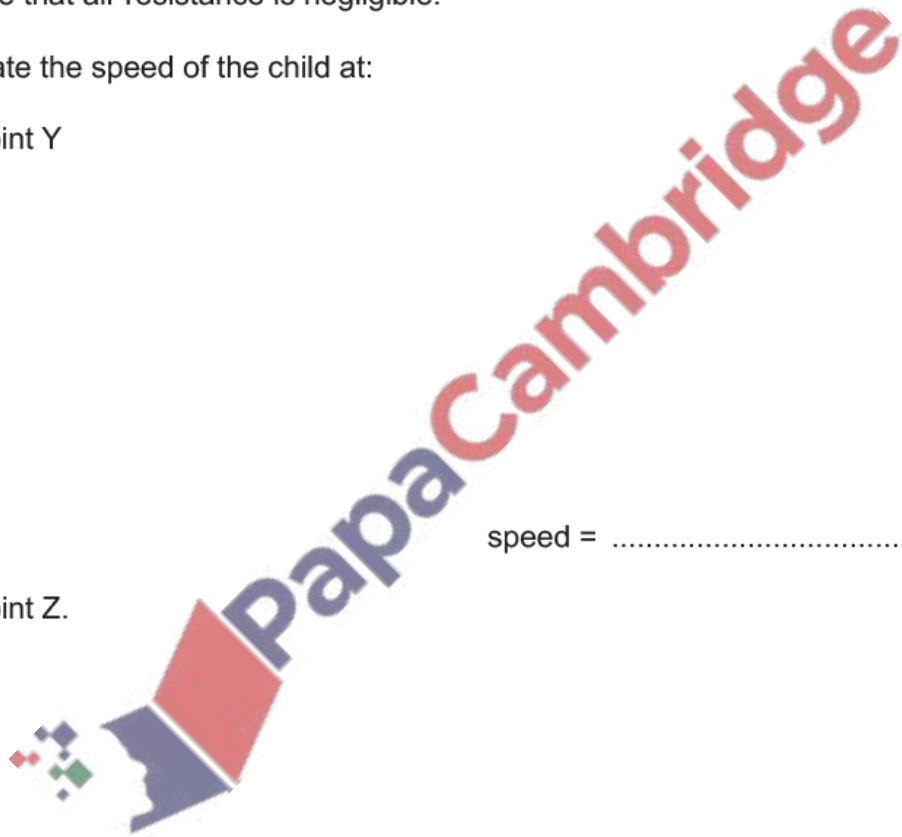 ate the speed of the child at:
int Y
PapaCambridge
speed = ................................
int Z.